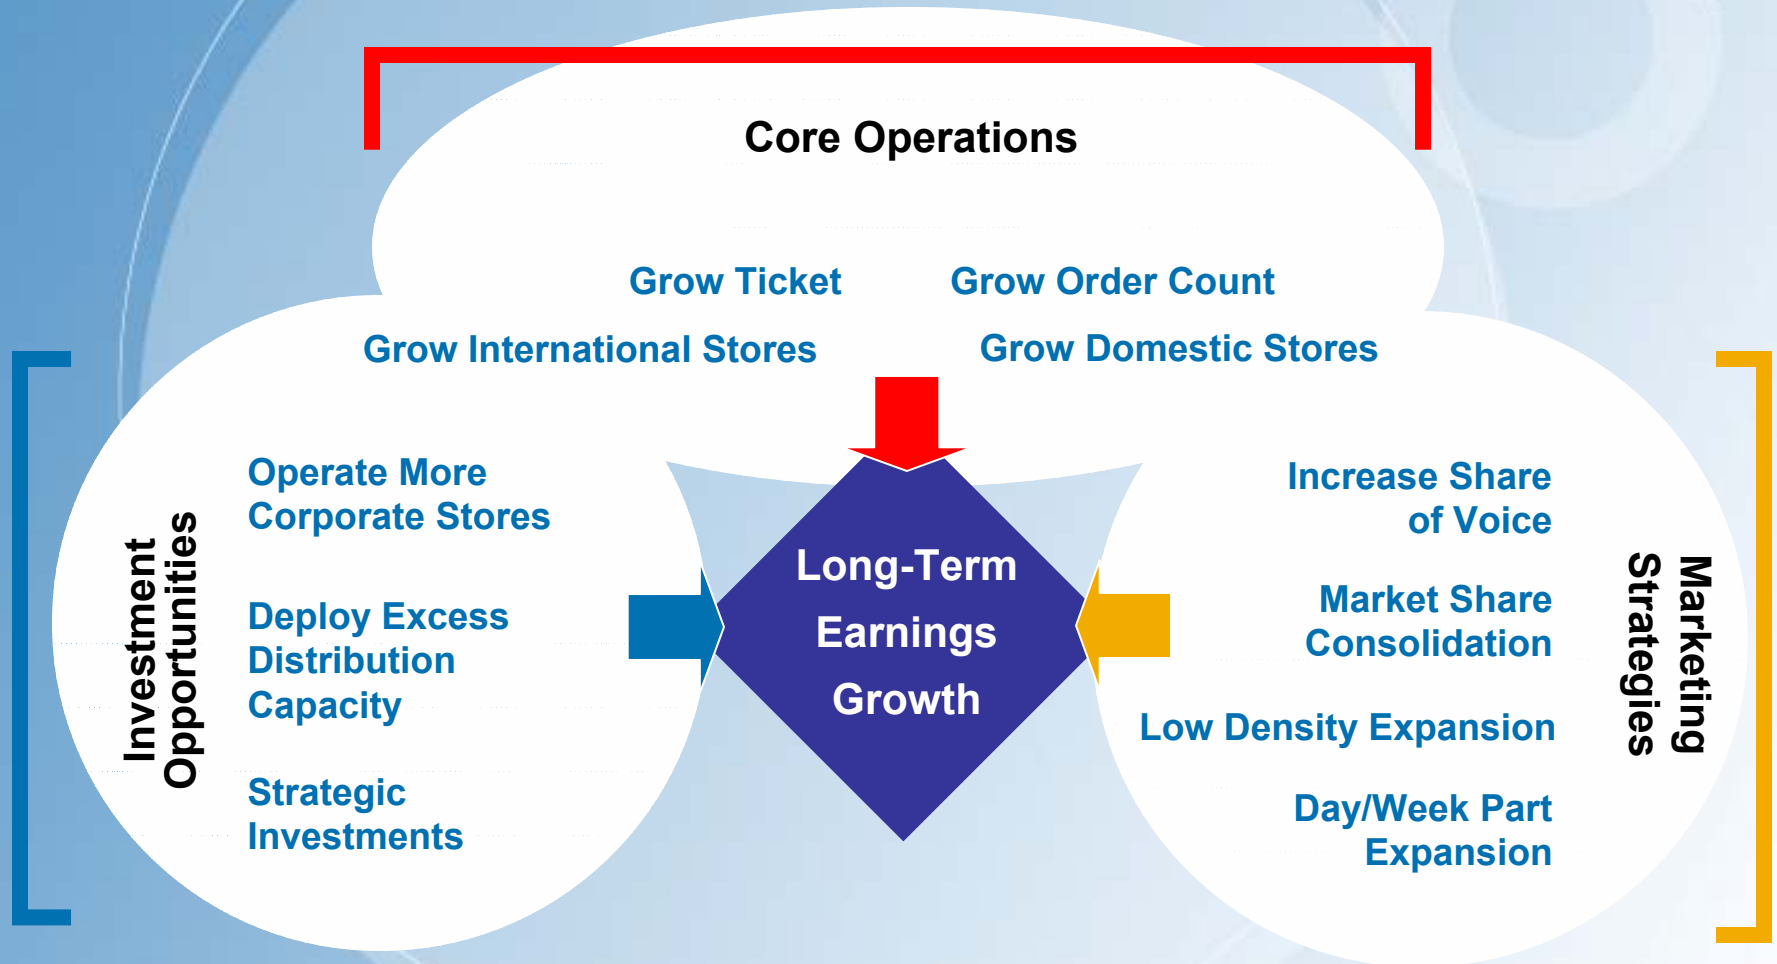 Core Operations
Grow Ticket
Grow Order Count
Grow International Stores
Grow Domestic Stores
Investment
Opportunities
Operate More
Corporate Stores
Deploy Excess
Distribution
Capacity
Strategic
Investments
Long-Term
Earnings
Growth
Increase Share
of Voice
Market Share
Consolidation
Low Density Expansion
Day/Week Part
Expansion
Marketing
Strategies